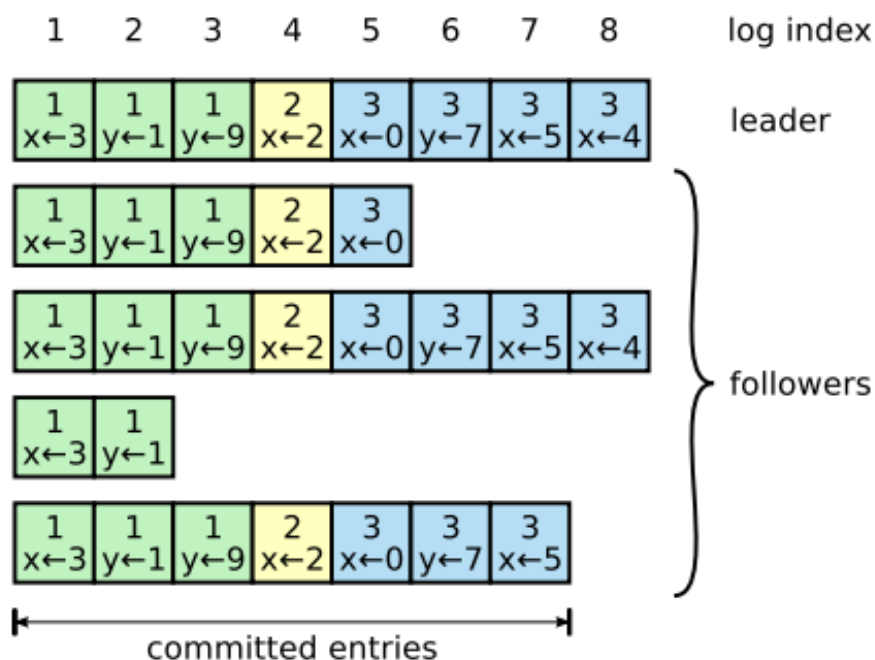 1 2 3 4 5 6 7 8 log index
1 1 1 2 3 3 3 3
x←3 y←1 y←9 x←2 x←0 y←7 x←5 x←4
leader
1 1 1 2 3
x←3 y←1 y←9 x←2 x←0
1 1 1 2 3 3 3 3
x←3 y←1 y←9 x←2 x←0 y←7 x←5 x←4
followers
1 1
x←3 y←1
1 1 1 2 3 3 3
x←3 y←1 y←9 x←2 x←0 y←7 x←5
committed entries